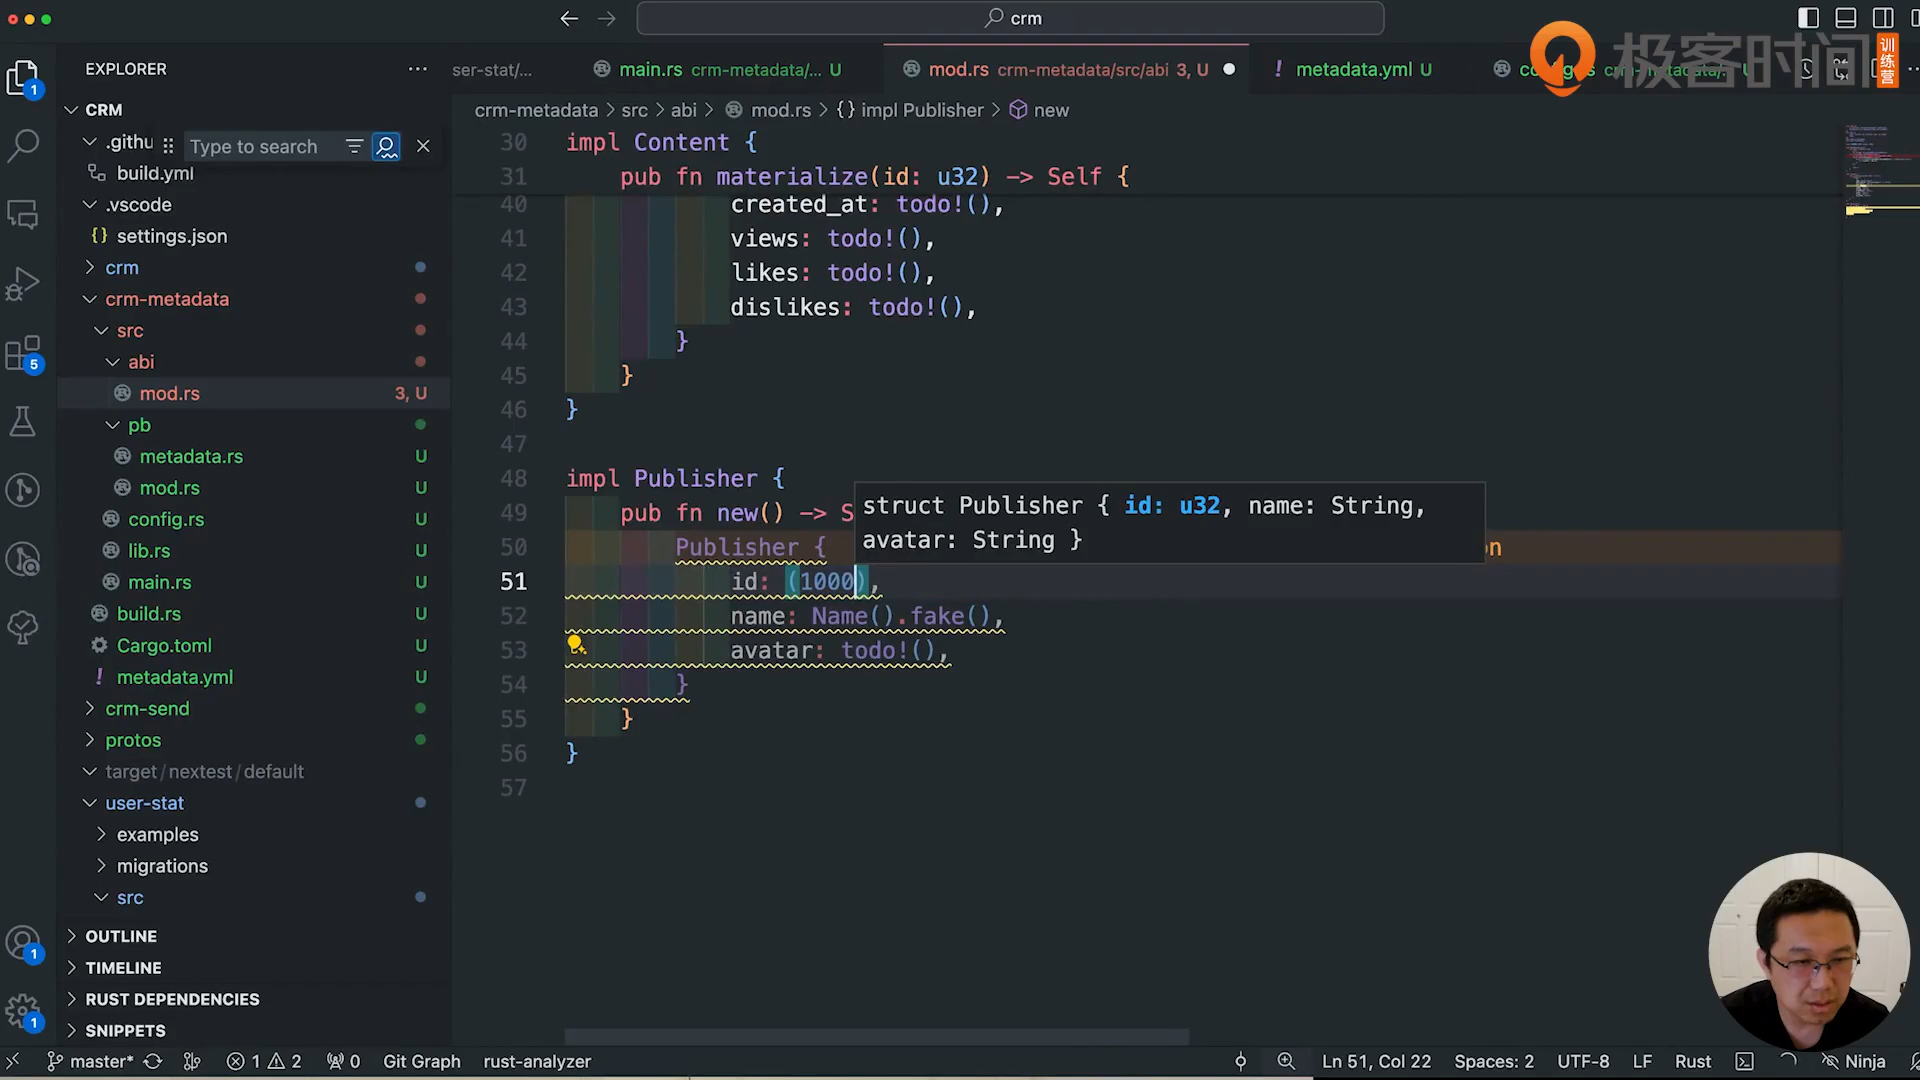 crm
EXPLORER
ser-stat/...
main.rs crm-metadata/... U
mod.rs crm-metadata/src/abi 3, U
metadata.yml U
极客时间
训练营
CRM
crm-metadata > src > abi > mod.rs > {} impl Publisher > new
.githu
Type to search
build.yml
.vscode
settings.json
crm
crm-metadata
src
abi
mod.rs 3, U
pb
metadata.rs U
mod.rs U
config.rs U
lib.rs U
main.rs U
build.rs U
Cargo.toml U
metadata.yml U
crm-send
protos
target/nextest/default
user-stat
examples
migrations
src
OUTLINE
TIMELINE
RUST DEPENDENCIES
SNIPPETS
1
5
1
1
30 impl Content {
31 pub fn materialize(id: u32) -> Self {
40 created_at: todo!(),
41 views: todo!(),
42 likes: todo!(),
43 dislikes: todo!(),
44 }
45 }
46 }
47
48 impl Publisher {
49 pub fn new() -> S
struct Publisher { id: u32, name: String,
avatar: String }
50 Publisher {
51 id: (1000),
52 name: Name().fake(),
53 avatar: todo!(),
54 }
55 }
56 }
57
master* 1 2 0 Git Graph rust-analyzer Ln 51, Col 22 Spaces: 2 UTF-8 LF Rust Ninja